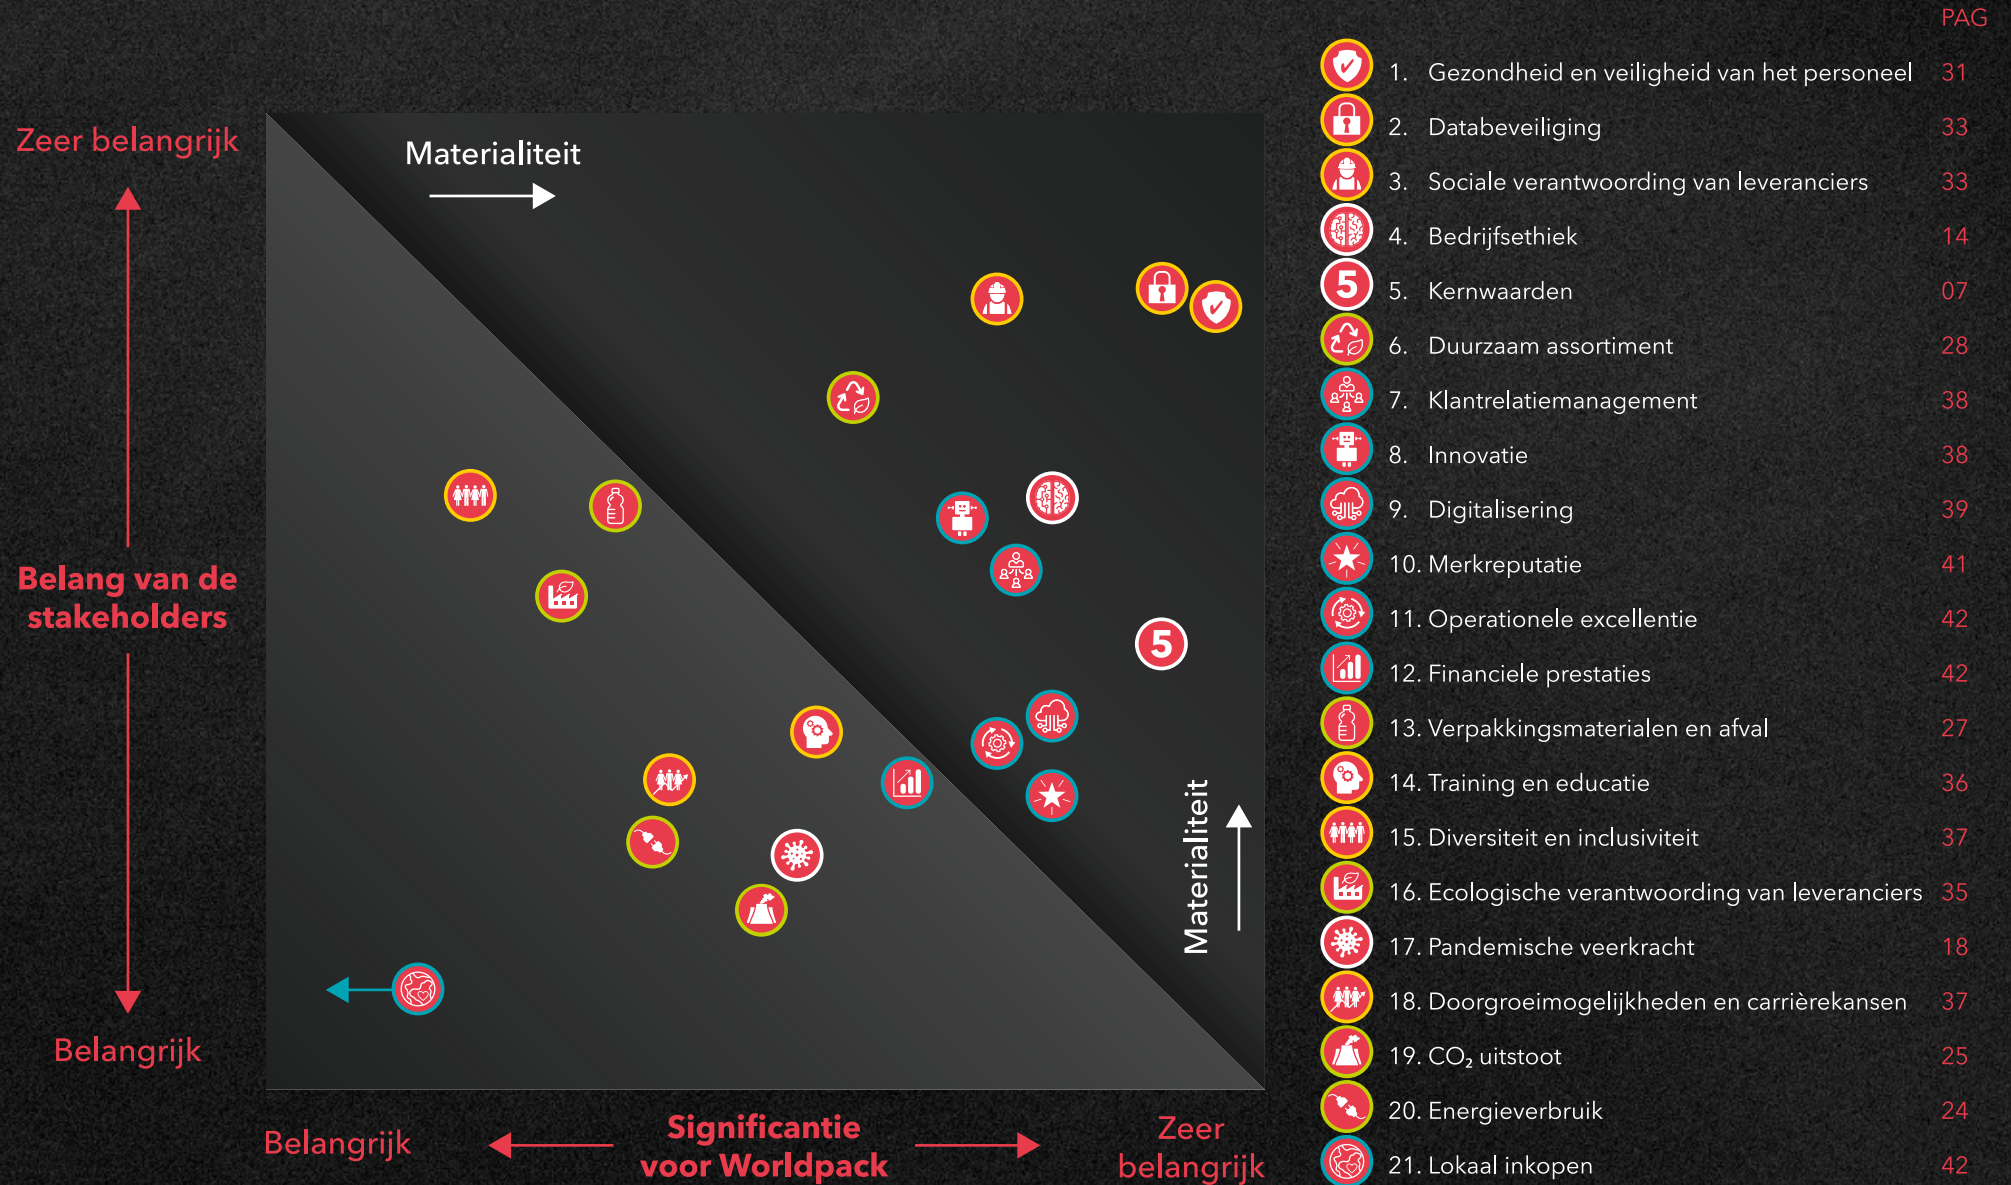 Zeer belangrijk
Belang van de
stakeholders
Belangrijk
Materialiteit
5
Materialiteit
Belangrijk
Significantie
voor Worldpack
Zeer
belangrijk
PAG
1. Gezondheid en veiligheid van het personeel 31
2. Databeveiliging 33
3. Sociale verantwoording van leveranciers 33
4. Bedrijfsethiek 14
5 5. Kernwaarden 07
6. Duurzaam assortiment 28
7. Klantrelatiemanagement 38
8. Innovatie 38
9. Digitalisering 39
10. Merkreputatie 41
11. Operationele excellentie 42
12. Financiele prestaties 42
13. Verpakkingsmaterialen en afval 27
14. Training en educatie 36
15. Diversiteit en inclusiviteit 37
16. Ecologische verantwoording van leveranciers 35
17. Pandemische veerkracht 18
18. Doorgroeimogelijkheden en carrièrekansen 37
19. CO₂ uitstoot 25
20. Energieverbruik 24
21. Lokaal inkopen 42